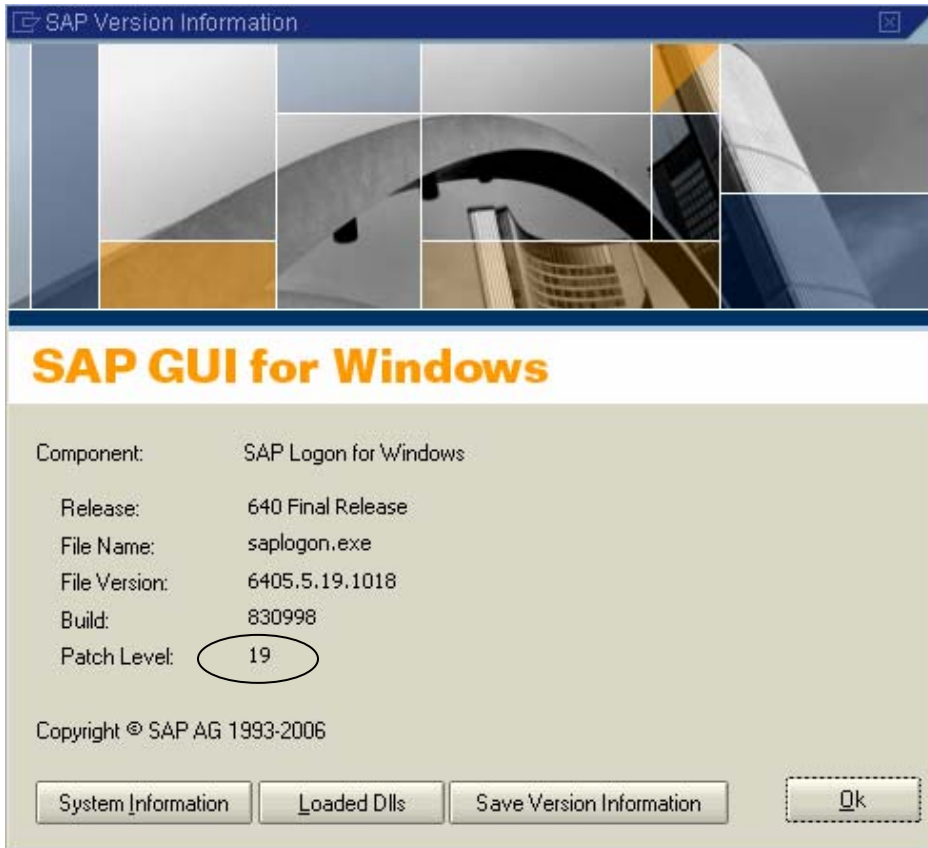 SAP Version Information
SAP GUI for Windows
Component: SAP Logon for Windows
Release: 640 Final Release
File Name: saplogon.exe
File Version: 6405.5.19.1018
Build: 830998
Patch Level: 19
Copyright © SAP AG 1993-2006
System Information Loaded Dlls Save Version Information Ok